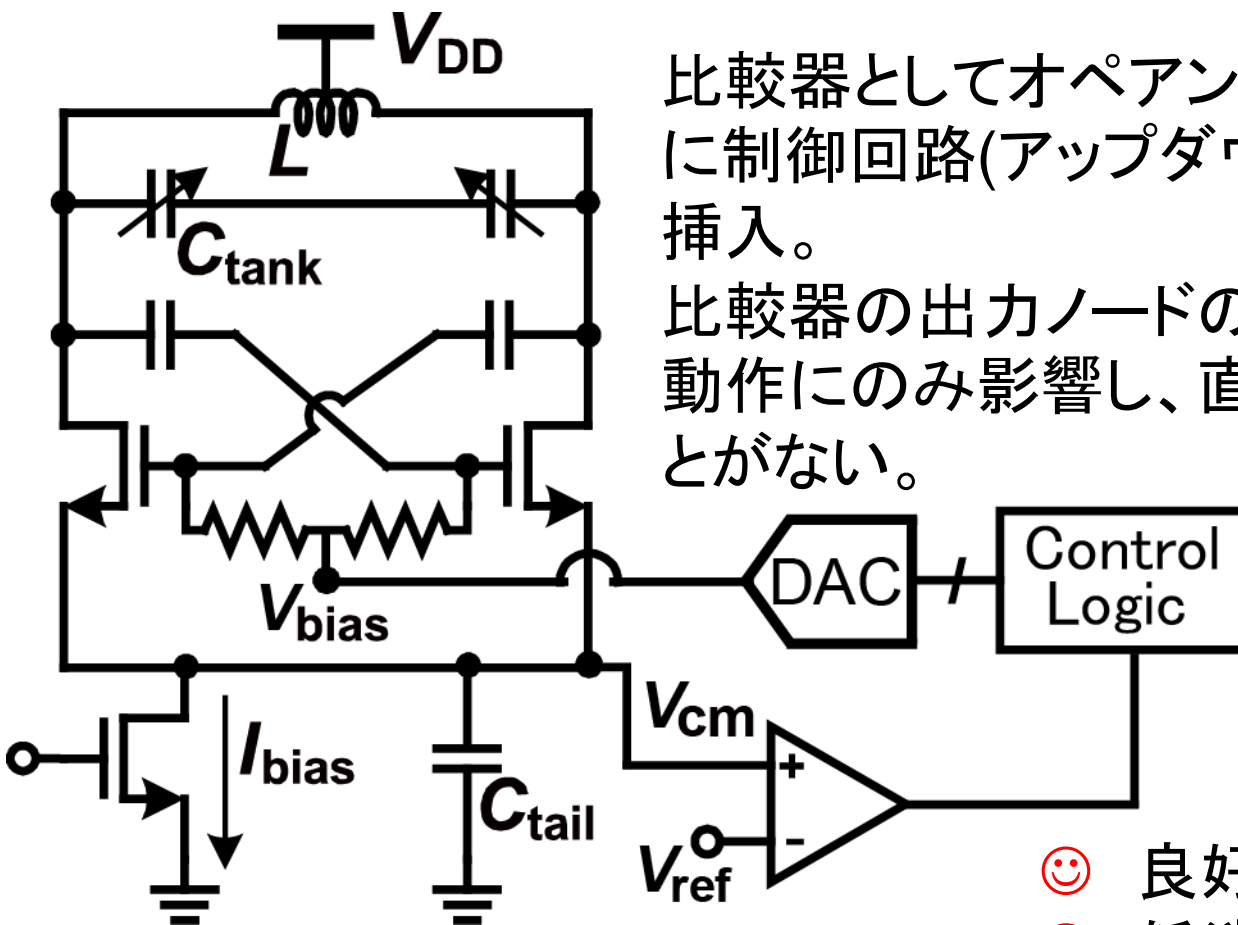 VDD
L
Ctank
比較器としてオペアン
に制御回路(アップダ
挿入。
比較器の出力ノードの
動作にのみ影響し、
とがない。
Vbias
DAC
Control
Logic
Vcm
Ibias
Ctail
+
-
Vref
良好